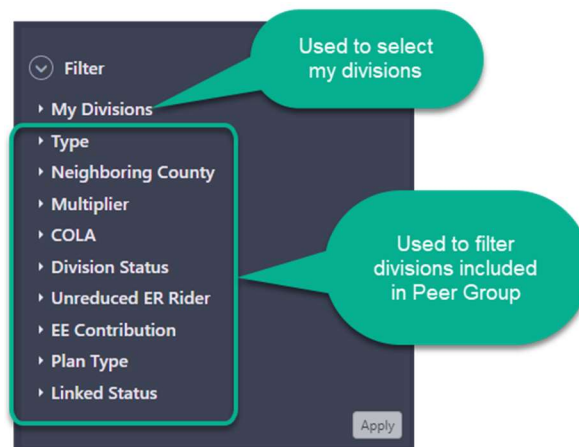 Used to select
my divisions
Filter
My Divisions
Type
Neighboring County
Multiplier
COLA
Division Status
Unreduced ER Rider
EE Contribution
Plan Type
Linked Status
Used to filter
divisions included
in Peer Group
Apply